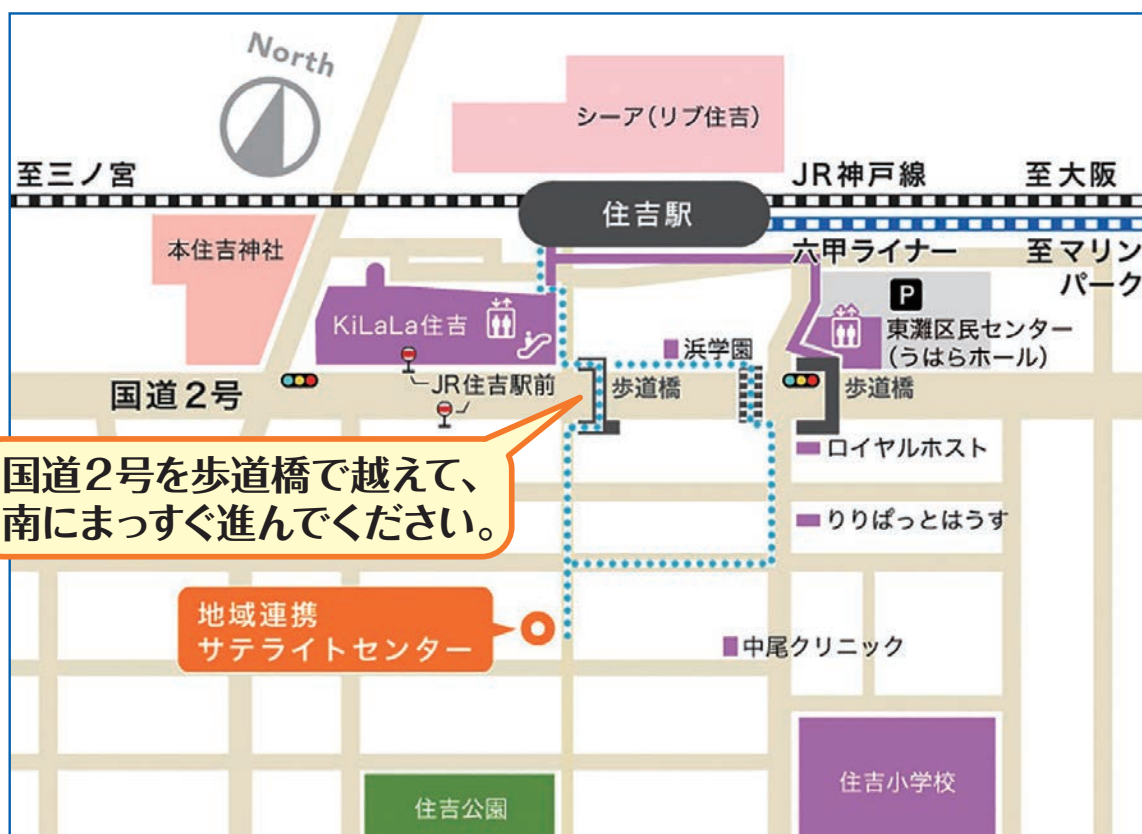 North
シーア(リブ住吉)
至三ノ宮
JR神戸線
至大阪
住吉駅
本住吉神社
六甲ライナー
至マリン
パーク
P
KiLaLa住吉
東灘区民センター
(うはらホール)
浜学園
国道2号
JR住吉駅前
歩道橋
歩道橋
国道2号を歩道橋で越えて、
南にまっすぐ進んでください。
ロイヤルホスト
りりぱっとはうす
地域連携
サテライトセンター
中尾クリニック
住吉公園
住吉小学校